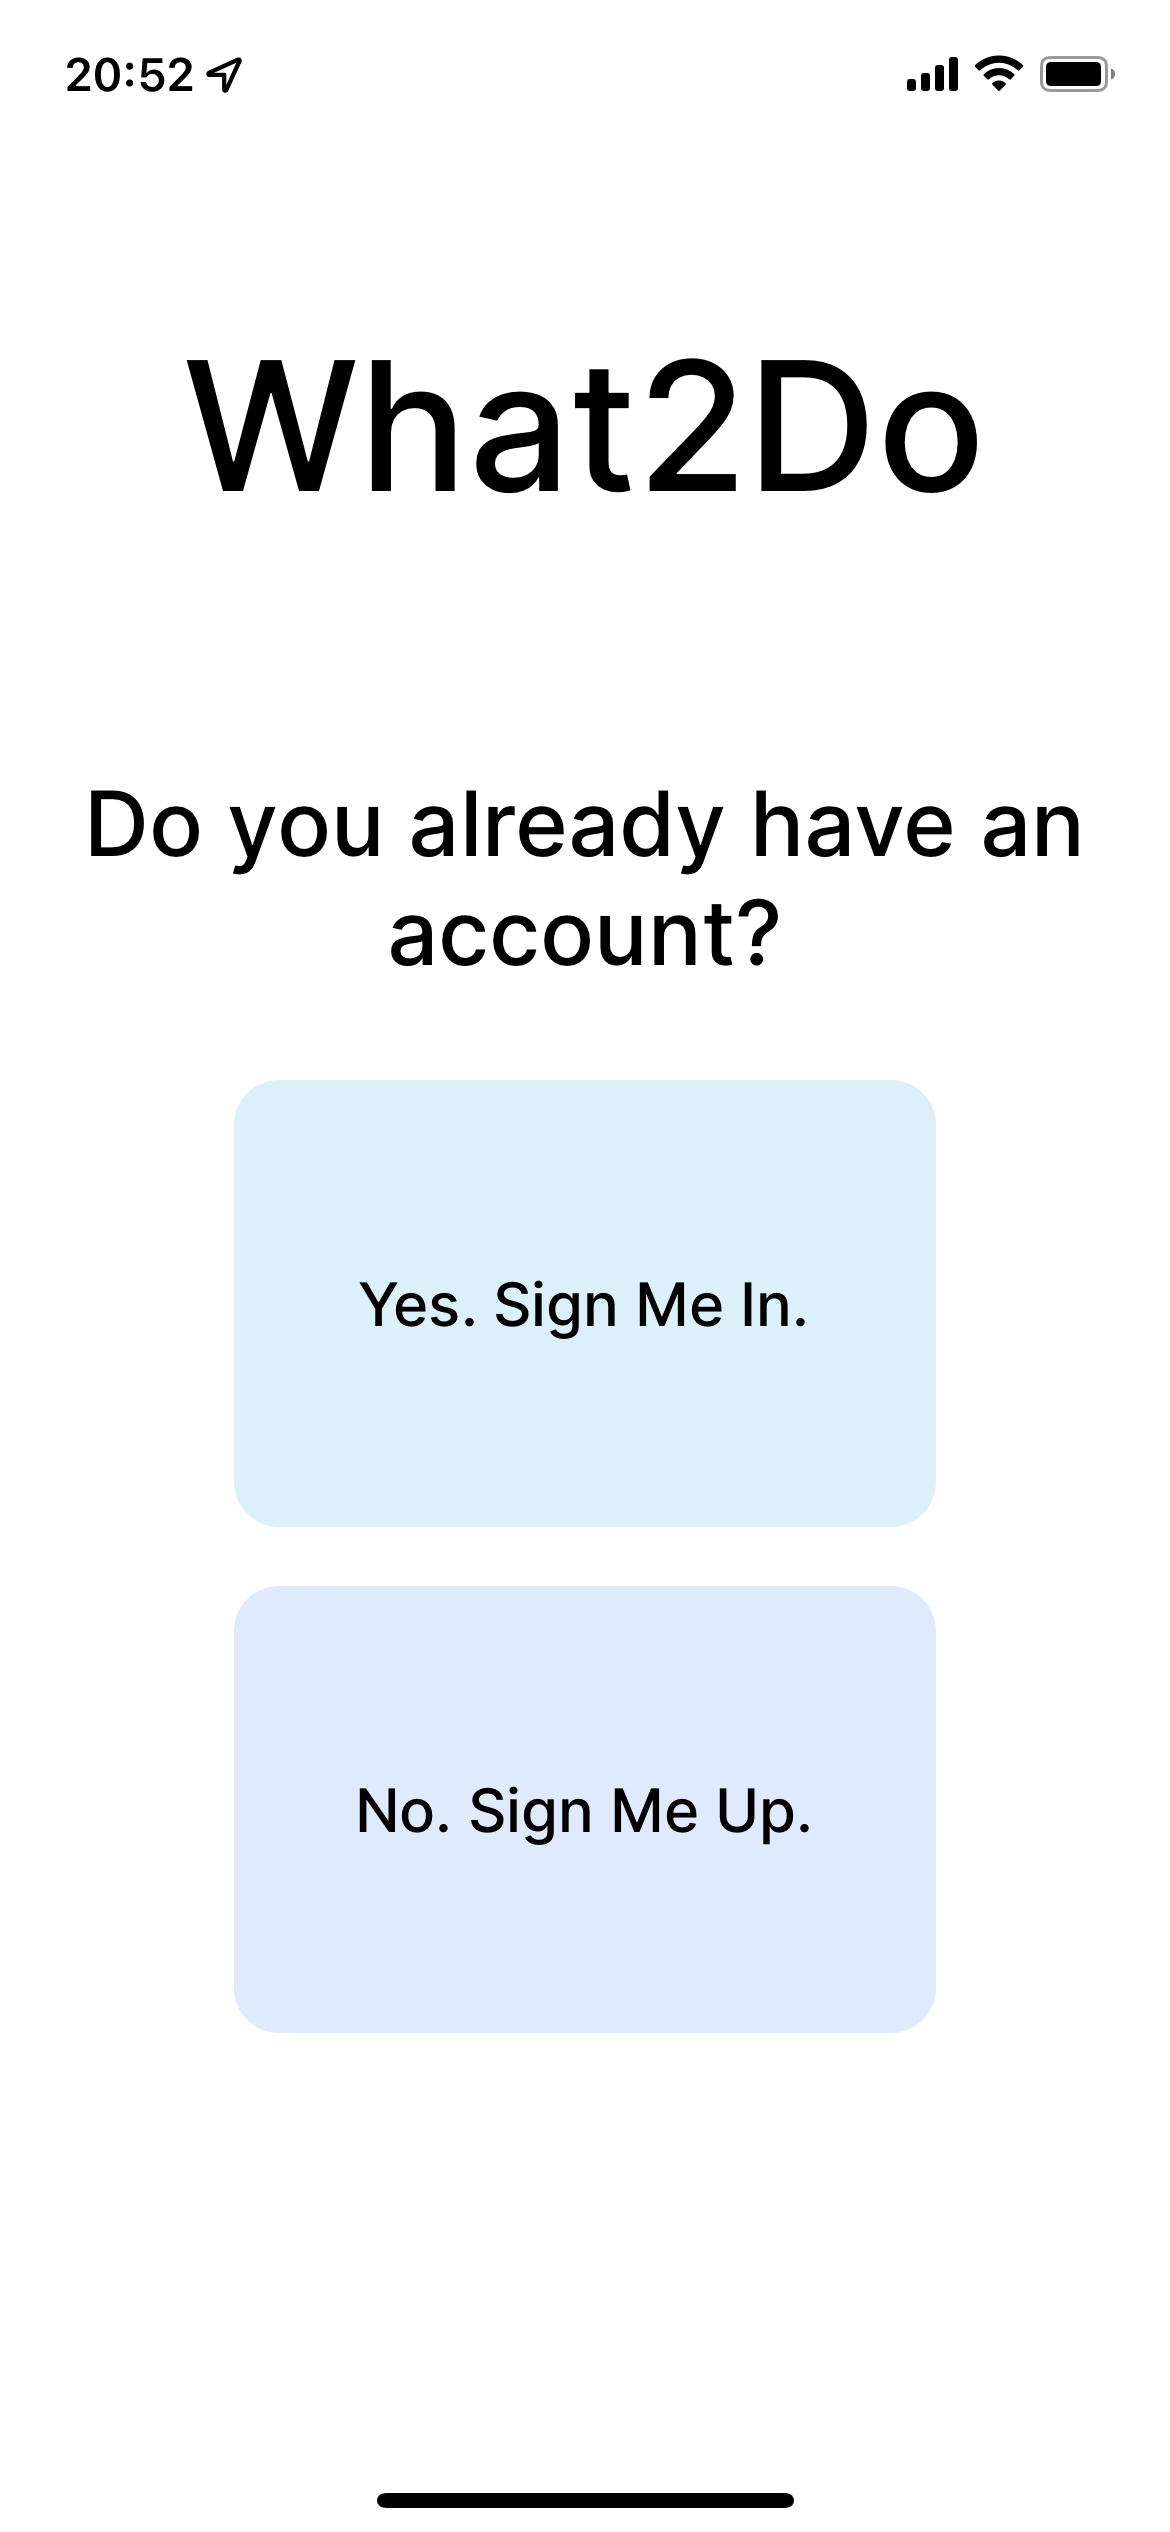 20:52
What2Do
Do you already have an
account?
Yes. Sign Me In.
No. Sign Me Up.